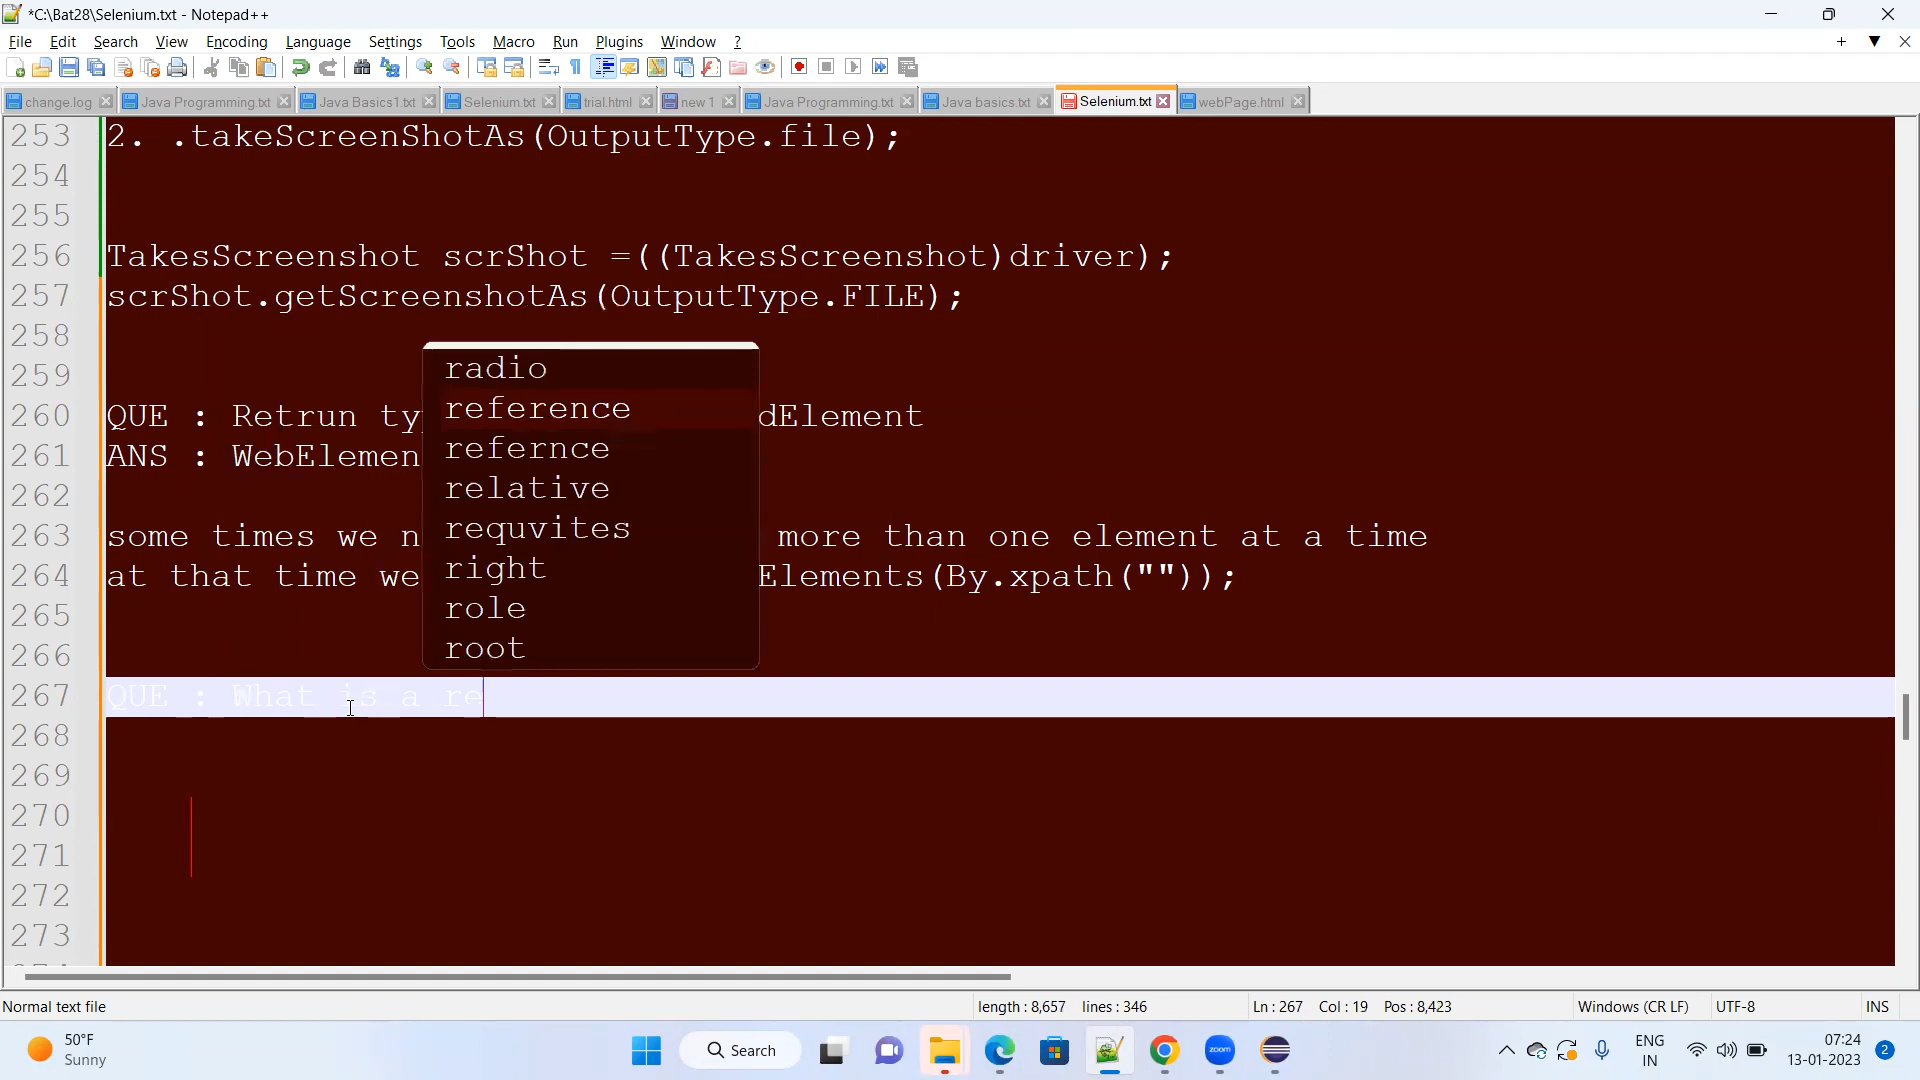 *C:\Bat28\Selenium.txt - Notepad++
File Edit Search View Encoding Language Settings Tools Macro Run Plugins Window ?
change.log Java Programming.txt Java Basics1.txt Selenium.txt trial.html new 1 Java Programming.txt Java basics.txt Selenium.txt webPage.html
253 2. .takeScreenShotAs(OutputType.file);
254
255
256 TakesScreenshot scrShot =((TakesScreenshot)driver);
257 scrShot.getScreenshotAs(OutputType.FILE);
258
259
260 QUE : Retrun dElement
261 ANS : WebElemen
262
263 some times we more than one element at a time
264 at that time we Elements(By.xpath(""));
265
266
267 QUE : What is a re
268
269
270
271
272
273
radio
reference
refernce
relative
requvites
right
role
root
Normal text file length : 8,657 lines : 346 Ln : 267 Col : 19 Pos : 8,423 Windows (CR LF) UTF-8 INS
50°F
Sunny
Search
zoom
ENG
IN
07:24
13-01-2023
2